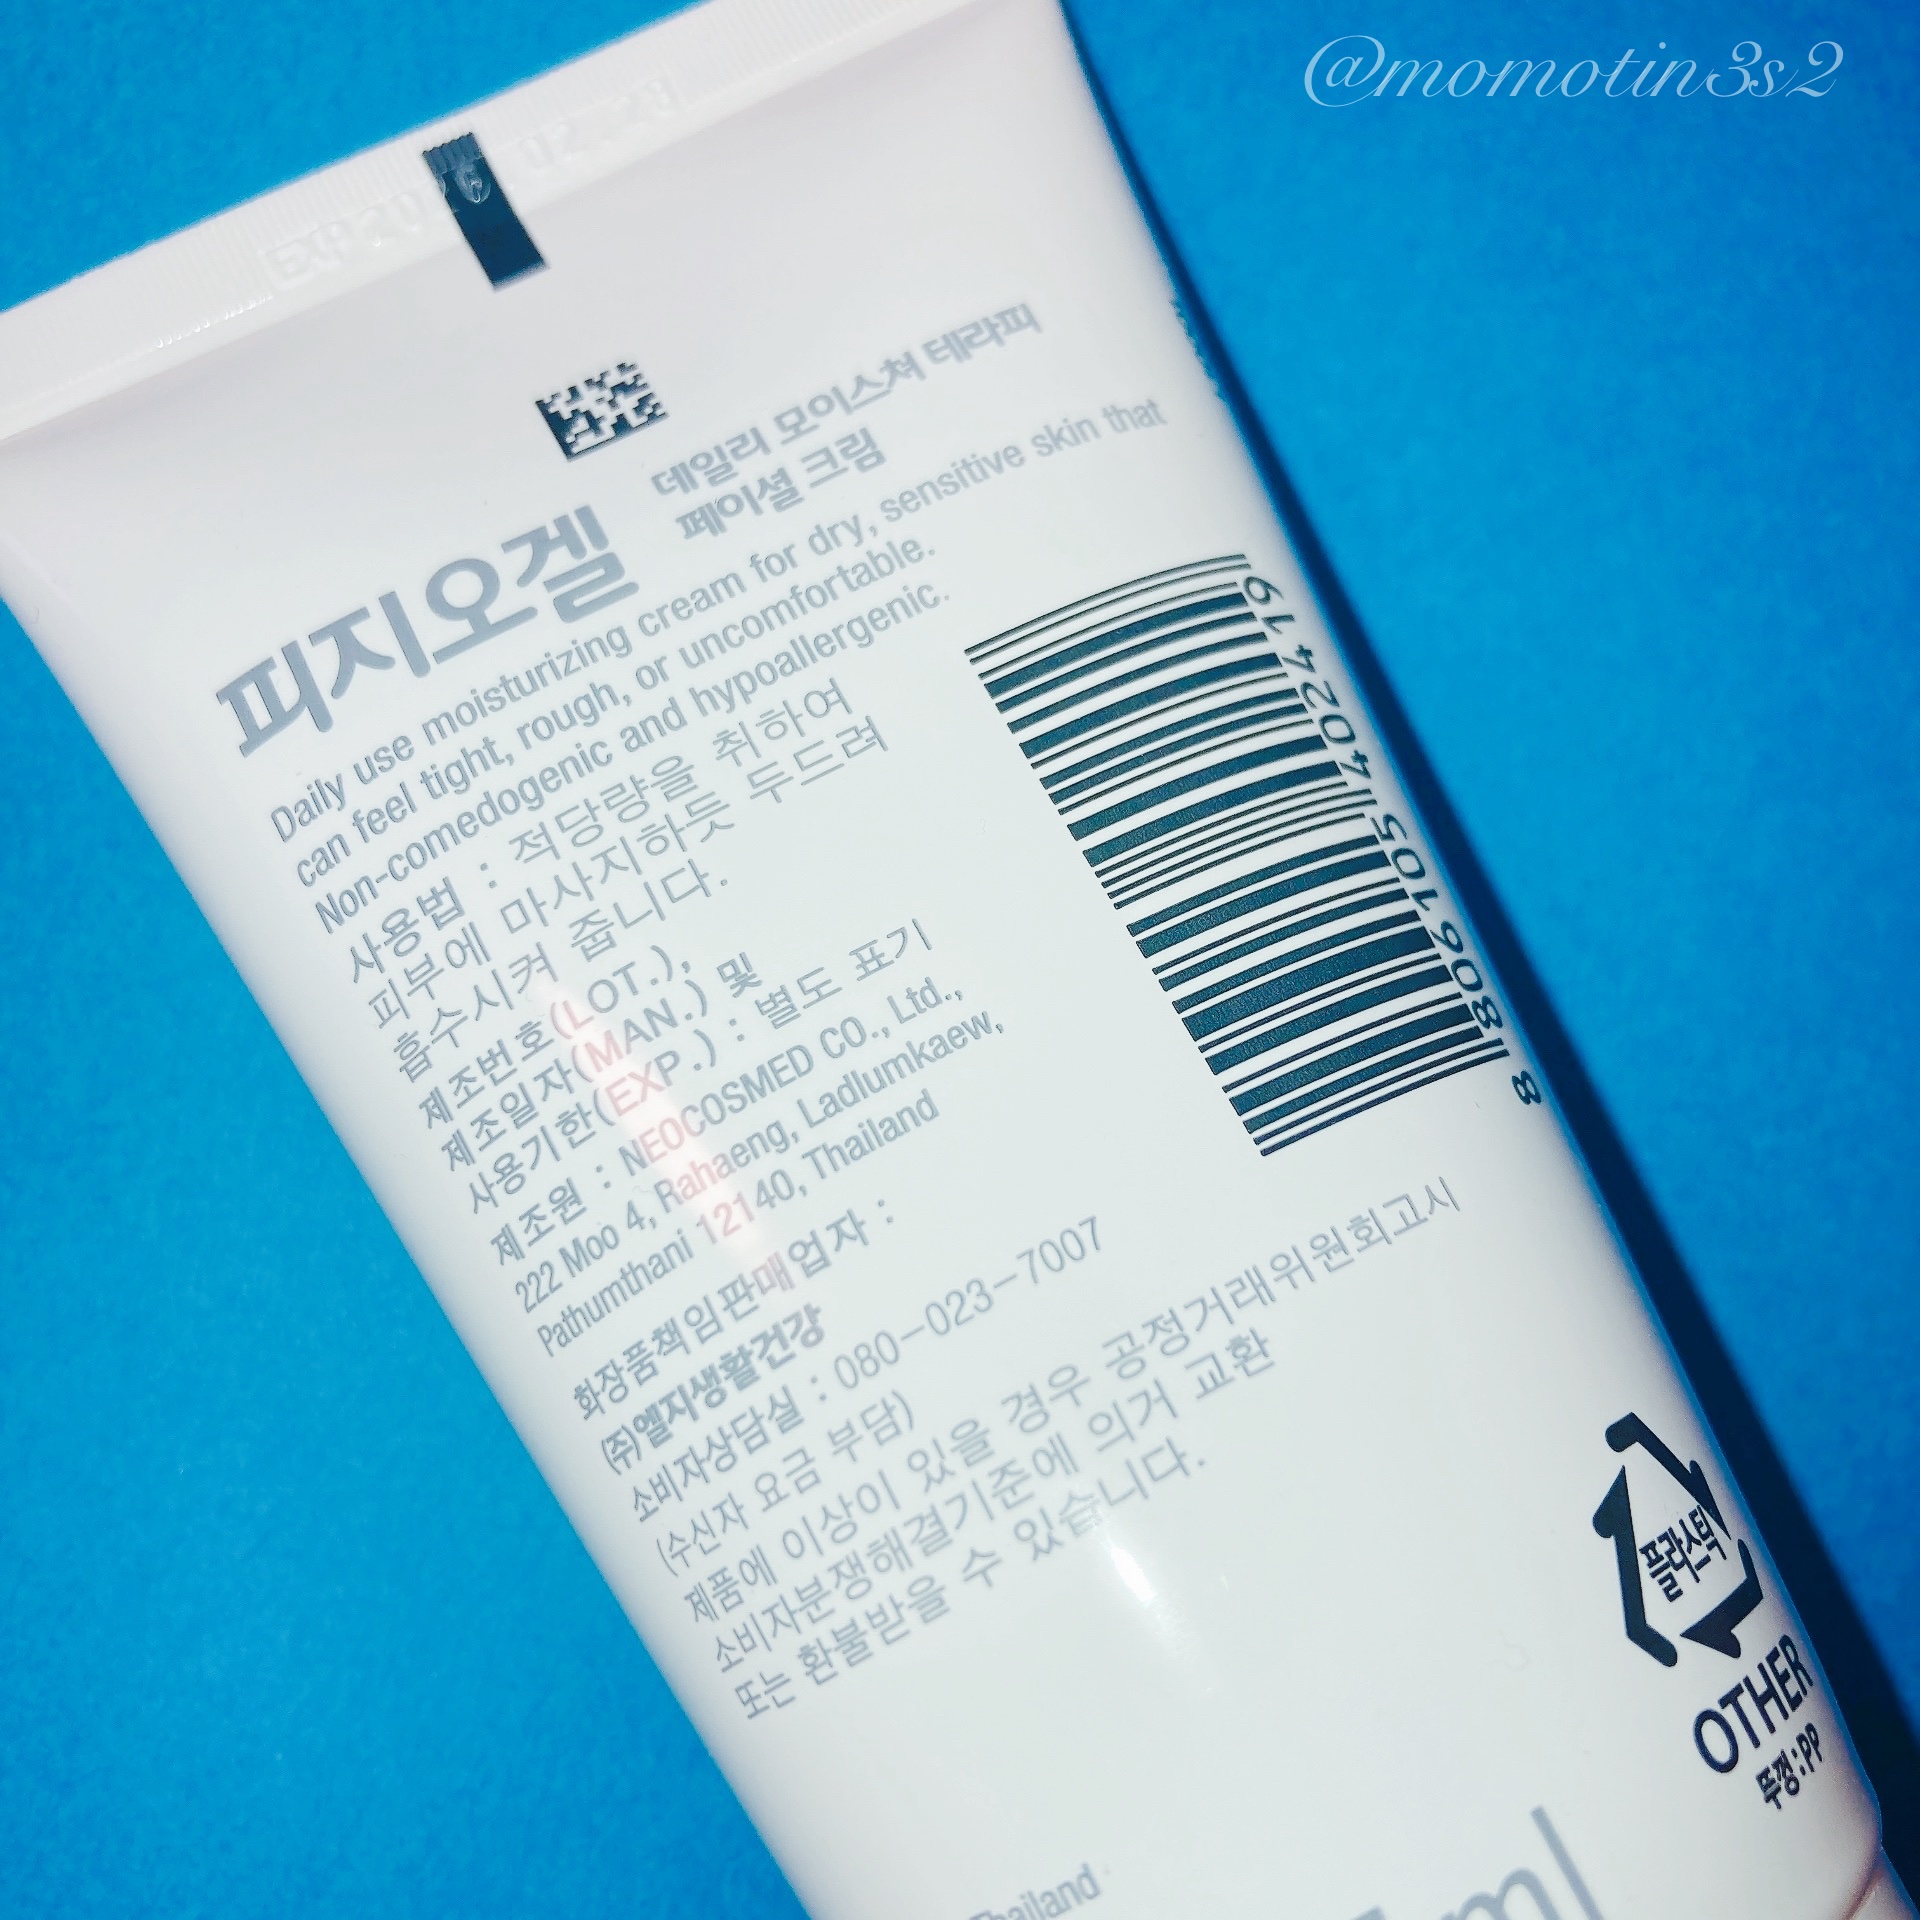 @momotin3s2
피지오겔
데일리 모이스쳐 테라피
페이셜 크림
Daily use moisturizing cream for dry, sensitive skin that
can feel tight, rough, or uncomfortable.
Non-comedogenic and hypoallergenic.
사용법 : 적당량을 취하여
피부에 마사지하듯 두드려
흡수시켜 줍니다.
제조번호(LOT.),
제조일자(MAN.) 및
사용기한(EXP.) : 별도 표기
제조원 : NEOCOSMED CO., Ltd.,
222 Moo 4, Rahaeng, Ladlumkaew,
Pathumthani 12140, Thailand
화장품책임판매업자 :
(주)엘지생활건강
소비자상담실 : 080-023-7007
(수신자 요금 부담)
제품에 이상이 있을 경우 공정거래위원회고시
소비자분쟁해결기준에 의거 교환
또는 환불받을 수 있습니다.
8 806105 402419
플라스틱
OTHER
뚜껑:PP
Thailand